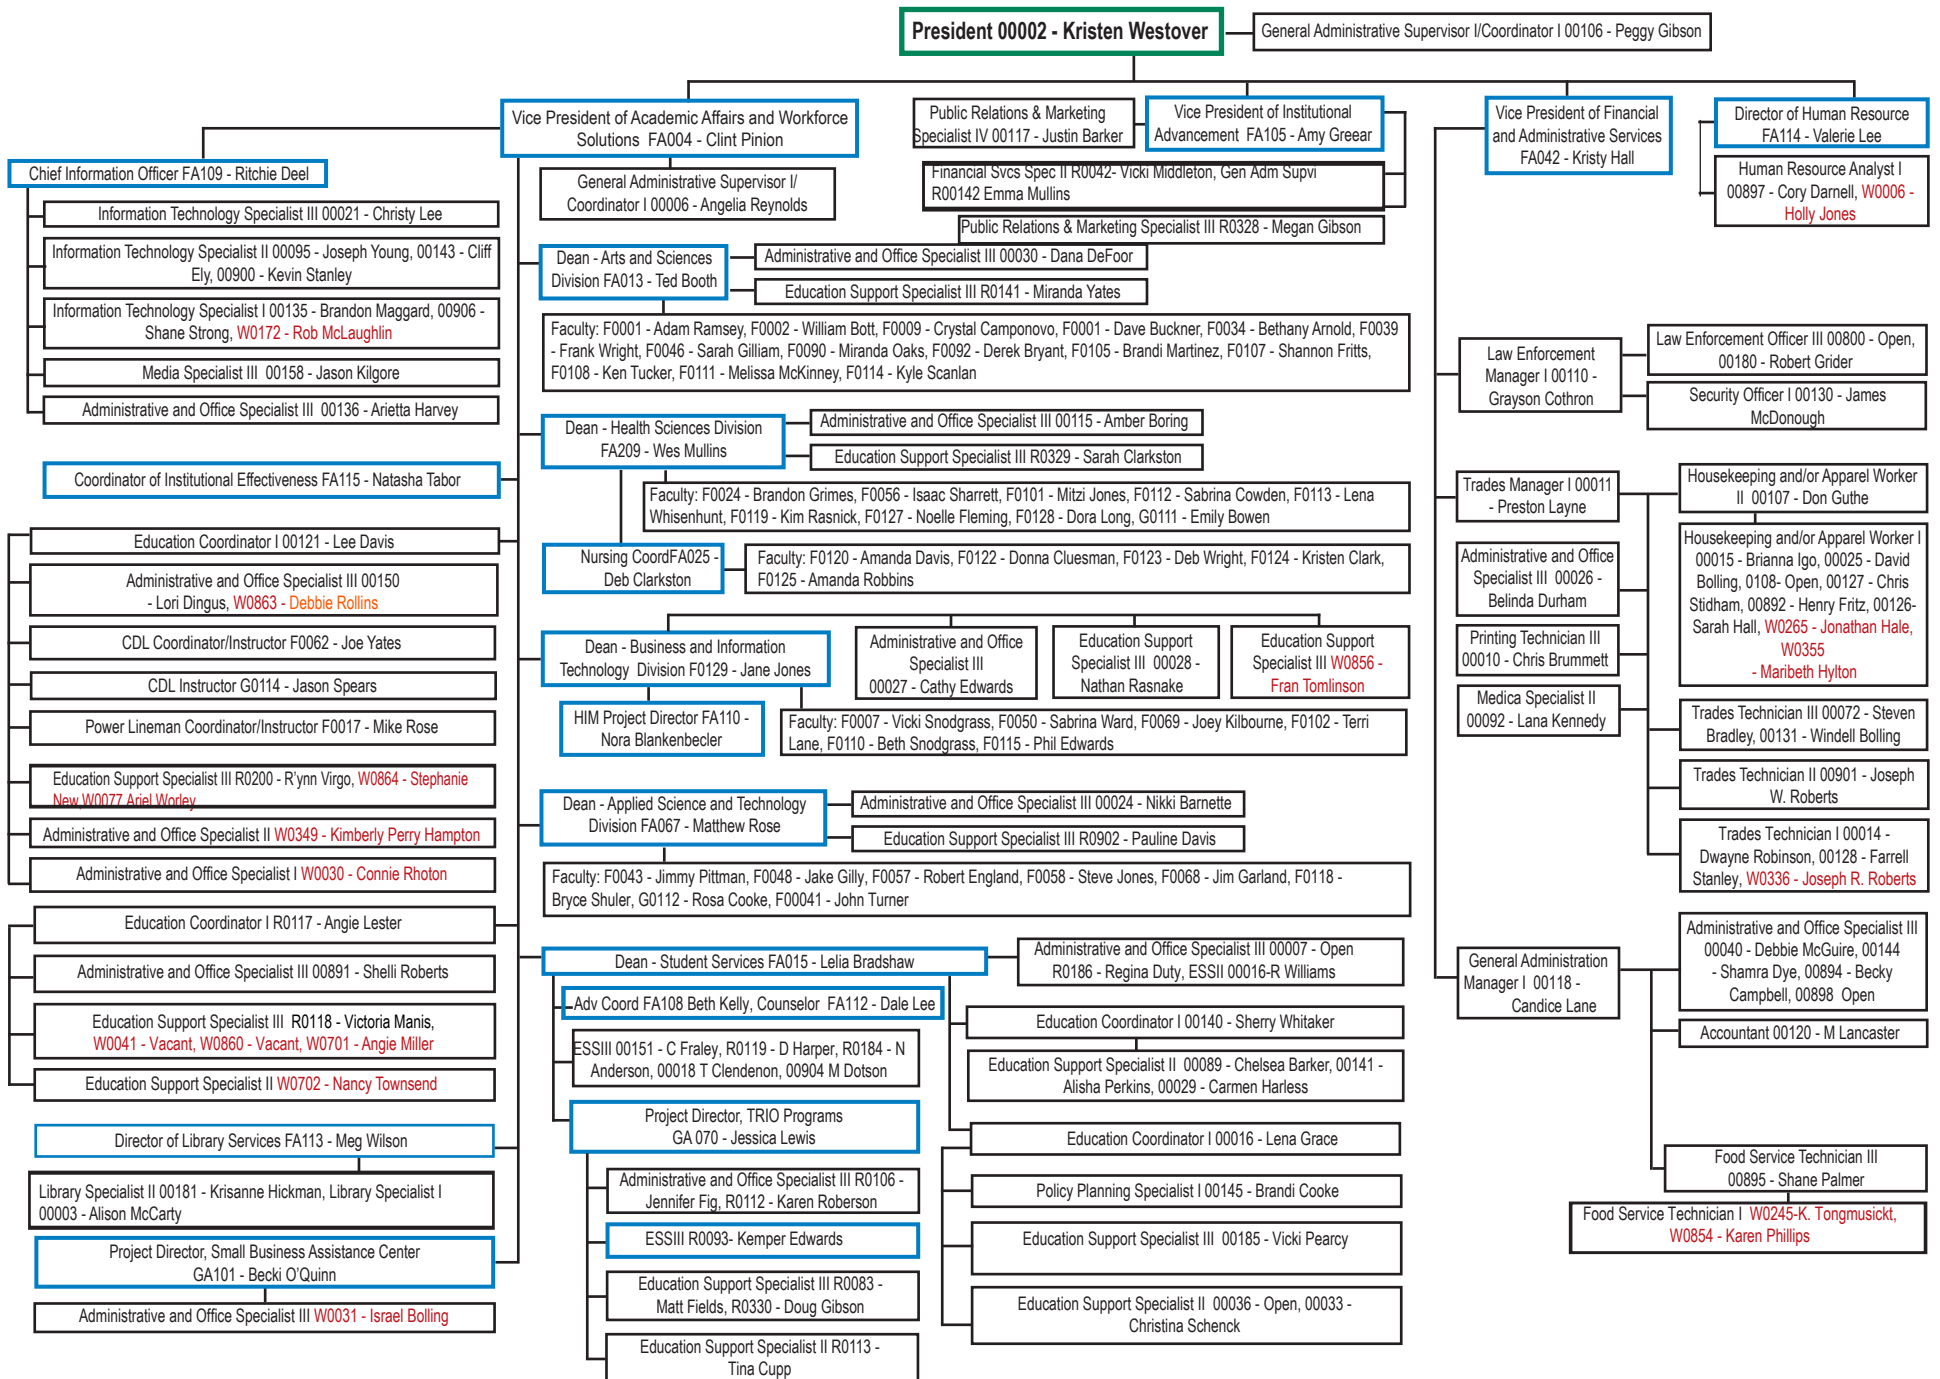 President 00002 - Kristen Westover
General Administrative Supervisor I/Coordinator I 00106 - Peggy Gibson
Vice President of Academic Affairs and Workforce
Solutions  FA004 - Clint Pinion
Public Relations & Marketing
Specialist IV 00117 - Justin Barker
Vice President of Institutional
Advancement  FA105 - Amy Greear
Vice President of Financial
and Administrative Services
FA042 - Kristy Hall
Director of Human Resource
FA114 - Valerie Lee
Chief Information Officer FA109 - Ritchie Deel
General Administrative Supervisor I/
Coordinator I 00006 - Angelia Reynolds
Financial Svcs Spec II R0042- Vicki Middleton, Gen Adm Supvi
R00142 Emma Mullins
Human Resource Analyst I
00897 - Cory Darnell, W0006 -
Holly Jones
Public Relations & Marketing Specialist III R0328 - Megan Gibson
Information Technology Specialist III 00021 - Christy Lee
Information Technology Specialist II 00095 - Joseph Young, 00143 - Cliff
Ely, 00900 - Kevin Stanley
Information Technology Specialist I 00135 - Brandon Maggard, 00906 -
Shane Strong, W0172 - Rob McLaughlin
Media Specialist III  00158 - Jason Kilgore
Administrative and Office Specialist III  00136 - Arietta Harvey
Coordinator of Institutional Effectiveness FA115 - Natasha Tabor
Education Coordinator I 00121 - Lee Davis
Administrative and Office Specialist III 00150
- Lori Dingus, W0863 - Debbie Rollins
CDL Coordinator/Instructor F0062 - Joe Yates
CDL Instructor G0114 - Jason Spears
Power Lineman Coordinator/Instructor F0017 - Mike Rose
Education Support Specialist III R0200 - R'ynn Virgo, W0864 - Stephanie
New,W0077 Ariel Worley
Administrative and Office Specialist II W0349 - Kimberly Perry Hampton
Administrative and Office Specialist I W0030 - Connie Rhoton
Education Coordinator I R0117 - Angie Lester
Administrative and Office Specialist III 00891 - Shelli Roberts
Education Support Specialist III  R0118 - Victoria Manis,
W0041 - Vacant, W0860 - Vacant, W0701 - Angie Miller
Education Support Specialist II W0702 - Nancy Townsend
Director of Library Services FA113 - Meg Wilson
Library Specialist II 00181 - Krisanne Hickman, Library Specialist I
00003 - Alison McCarty
Project Director, Small Business Assistance Center
GA101 - Becki O'Quinn
Administrative and Office Specialist III W0031 - Israel Bolling
Dean - Arts and Sciences
Division FA013 - Ted Booth
Administrative and Office Specialist III 00030 - Dana DeFoor
Education Support Specialist III R0141 - Miranda Yates
Faculty: F0001 - Adam Ramsey, F0002 - William Bott, F0009 - Crystal Camponovo, F0001 - Dave Buckner, F0034 - Bethany Arnold, F0039
- Frank Wright, F0046 - Sarah Gilliam, F0090 - Miranda Oaks, F0092 - Derek Bryant, F0105 - Brandi Martinez, F0107 - Shannon Fritts,
F0108 - Ken Tucker, F0111 - Melissa McKinney, F0114 - Kyle Scanlan
Dean - Health Sciences Division
FA209 - Wes Mullins
Administrative and Office Specialist III 00115 - Amber Boring
Education Support Specialist III R0329 - Sarah Clarkston
Faculty: F0024 - Brandon Grimes, F0056 - Isaac Sharrett, F0101 - Mitzi Jones, F0112 - Sabrina Cowden, F0113 - Lena
Whisenhunt, F0119 - Kim Rasnick, F0127 - Noelle Fleming, F0128 - Dora Long, G0111 - Emily Bowen
Nursing CoordFA025 -
Deb Clarkston
Faculty: F0120 - Amanda Davis, F0122 - Donna Cluesman, F0123 - Deb Wright, F0124 - Kristen Clark,
F0125 - Amanda Robbins
Dean - Business and Information
Technology  Division F0129 - Jane Jones
Administrative and Office
Specialist III
00027 - Cathy Edwards
Education Support
Specialist III  00028 -
Nathan Rasnake
Education Support
Specialist III W0856 -
Fran Tomlinson
HIM Project Director FA110 -
Nora Blankenbecler
Faculty: F0007 - Vicki Snodgrass, F0050 - Sabrina Ward, F0069 - Joey Kilbourne, F0102 - Terri
Lane, F0110 - Beth Snodgrass, F0115 - Phil Edwards
Dean - Applied Science and Technology
Division FA067 - Matthew Rose
Administrative and Office Specialist III 00024 - Nikki Barnette
Education Support Specialist III R0902 - Pauline Davis
Faculty: F0043 - Jimmy Pittman, F0048 - Jake Gilly, F0057 - Robert England, F0058 - Steve Jones, F0068 - Jim Garland, F0118 -
Bryce Shuler, G0112 - Rosa Cooke, F00041 - John Turner
Dean - Student Services FA015 - Lelia Bradshaw
Administrative and Office Specialist III 00007 - Open
R0186 - Regina Duty, ESSII 00016-R Williams
Adv Coord FA108 Beth Kelly, Counselor  FA112 - Dale Lee
ESSIII 00151 - C Fraley, R0119 - D Harper, R0184 - N
Anderson, 00018 T Clendenon, 00904 M Dotson
Project Director, TRIO Programs
GA 070 - Jessica Lewis
Administrative and Office Specialist III R0106 -
Jennifer Fig, R0112 - Karen Roberson
ESSIII R0093- Kemper Edwards
Education Support Specialist III R0083 -
Matt Fields, R0330 - Doug Gibson
Education Support Specialist II R0113 -
Tina Cupp
Education Coordinator I 00140 - Sherry Whitaker
Education Support Specialist II  00089 - Chelsea Barker, 00141 -
Alisha Perkins, 00029 - Carmen Harless
Education Coordinator I 00016 - Lena Grace
Policy Planning Specialist I 00145 - Brandi Cooke
Education Support Specialist III  00185 - Vicki Pearcy
Education Support Specialist II  00036 - Open, 00033 -
Christina Schenck
Law Enforcement
Manager I 00110 -
Grayson Cothron
Law Enforcement Officer III 00800 - Open,
00180 - Robert Grider
Security Officer I 00130 - James
McDonough
Trades Manager I 00011
- Preston Layne
Administrative and Office
Specialist III  00026 -
Belinda Durham
Printing Technician III
00010 - Chris Brummett
Medica Specialist II
00092 - Lana Kennedy
Housekeeping and/or Apparel Worker
II  00107 - Don Guthe
Housekeeping and/or Apparel Worker I
00015 - Brianna Igo, 00025 - David
Bolling, 0108- Open, 00127 - Chris
Stidham, 00892 - Henry Fritz, 00126-
Sarah Hall, W0265 - Jonathan Hale,
W0355
- Maribeth Hylton
Trades Technician III 00072 - Steven
Bradley, 00131 - Windell Bolling
Trades Technician II 00901 - Joseph
W. Roberts
Trades Technician I 00014 -
Dwayne Robinson, 00128 - Farrell
Stanley, W0336 - Joseph R. Roberts
General Administration
Manager I  00118 -
Candice Lane
Administrative and Office Specialist III
00040 - Debbie McGuire, 00144
- Shamra Dye, 00894 - Becky
Campbell, 00898  Open
Accountant 00120 - M Lancaster
Food Service Technician III
00895 - Shane Palmer
Food Service Technician I  W0245-K. Tongmusickt,
W0854 - Karen Phillips